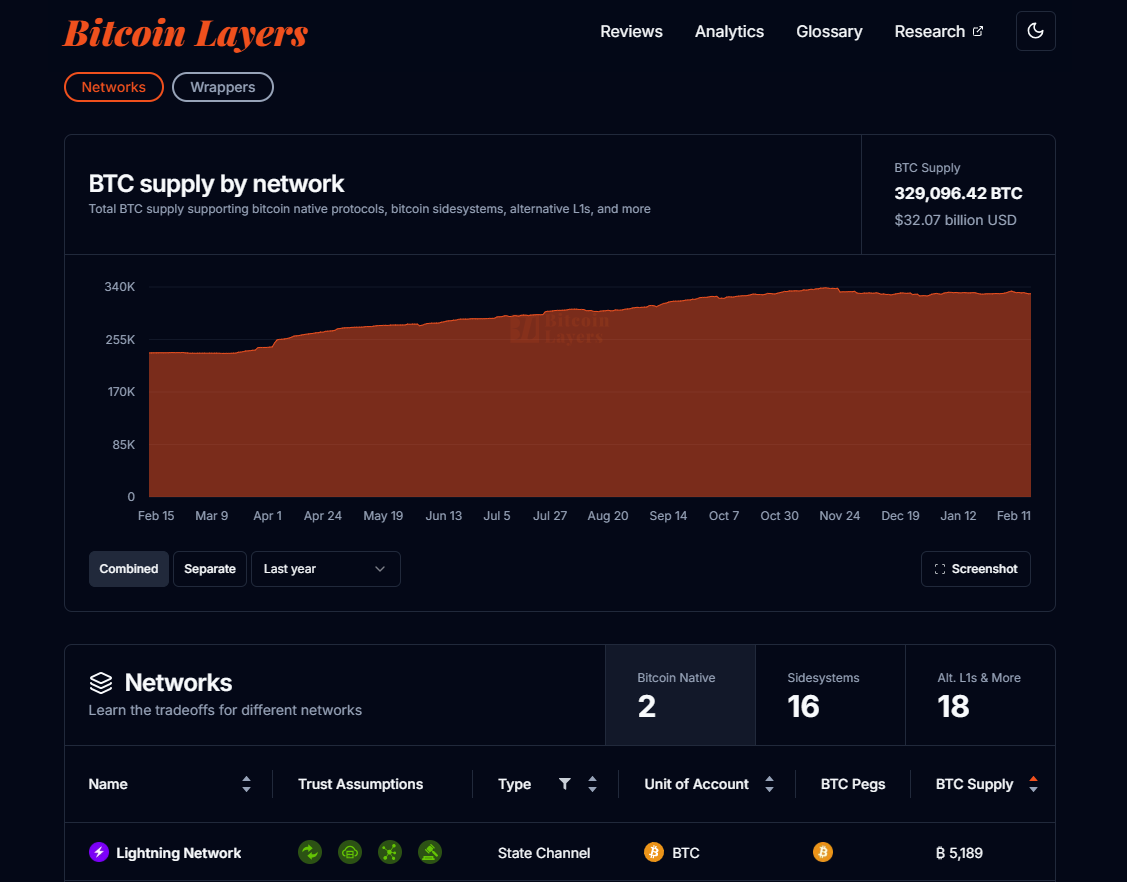 Bitcoin Layers
Reviews Analytics Glossary Research
Networks Wrappers
BTC supply by network
Total BTC supply supporting bitcoin native protocols, bitcoin sidesystems, alternative L1s, and more
BTC Supply
329,096.42 BTC
$32.07 billion USD
340K
255K
170K
85K
0
Bitcoin
Layers
Feb 15 Mar 9 Apr 1 Apr 24 May 19 Jun 13 Jul 5 Jul 27 Aug 20 Sep 14 Oct 7 Oct 30 Nov 24 Dec 19 Jan 12 Feb 11
Combined Separate Last year Screenshot
Networks
Learn the tradeoffs for different networks
Bitcoin Native
2
Sidesystems
16
Alt. L1s & More
18
Name Trust Assumptions Type Unit of Account BTC Pegs BTC Supply
Lightning Network State Channel BTC ₿ 5,189